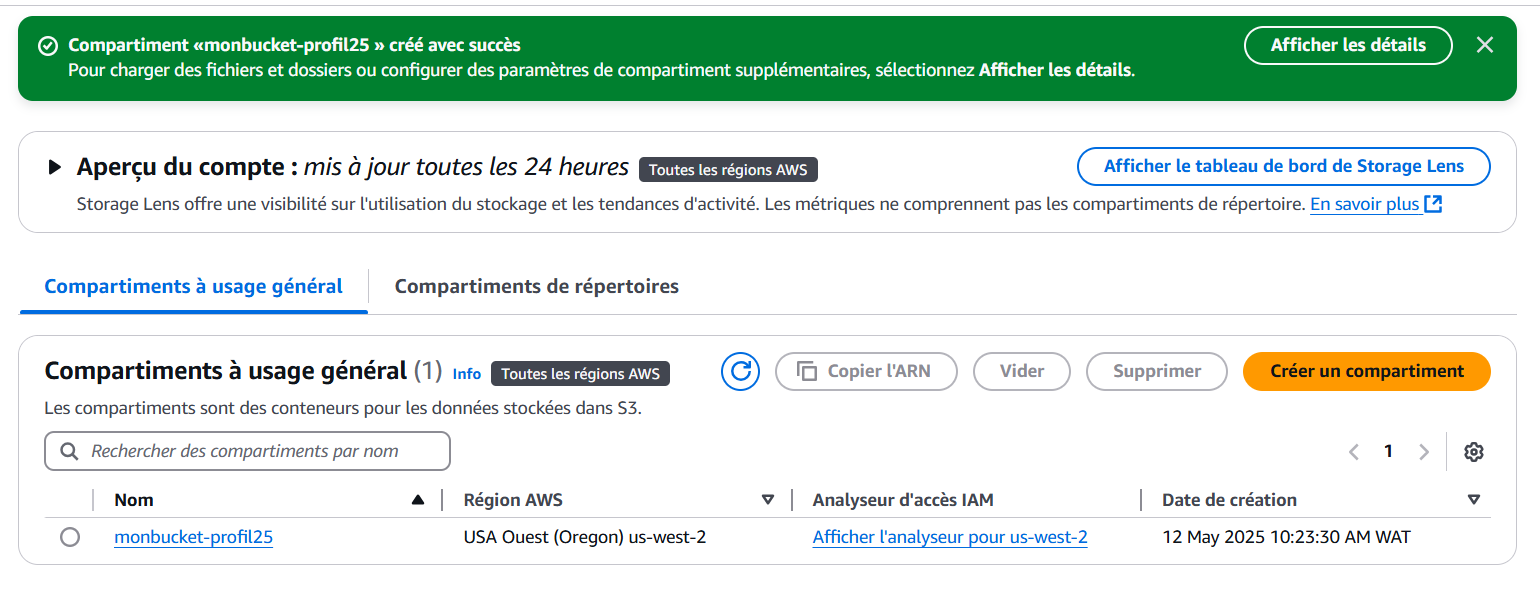 Compartiment «monbucket-profil25 » créé avec succès
Afficher les détails
Pour charger des fichiers et dossiers ou configurer des paramètres de compartiment supplémentaires, sélectionnez Afficher les détails.
Aperçu du compte : mis à jour toutes les 24 heures Toutes les régions AWS
Afficher le tableau de bord de Storage Lens
Storage Lens offre une visibilité sur l'utilisation du stockage et les tendances d'activité. Les métriques ne comprennent pas les compartiments de répertoire. En savoir plus
Compartiments à usage général Compartiments de répertoires
Compartiments à usage général (1) Info Toutes les régions AWS
Copier l'ARN Vider Supprimer Créer un compartiment
Les compartiments sont des conteneurs pour les données stockées dans S3.
Rechercher des compartiments par nom
1
Nom Région AWS Analyseur d'accès IAM Date de création
monbucket-profil25 USA Ouest (Oregon) us-west-2 Afficher l'analyseur pour us-west-2 12 May 2025 10:23:30 AM WAT